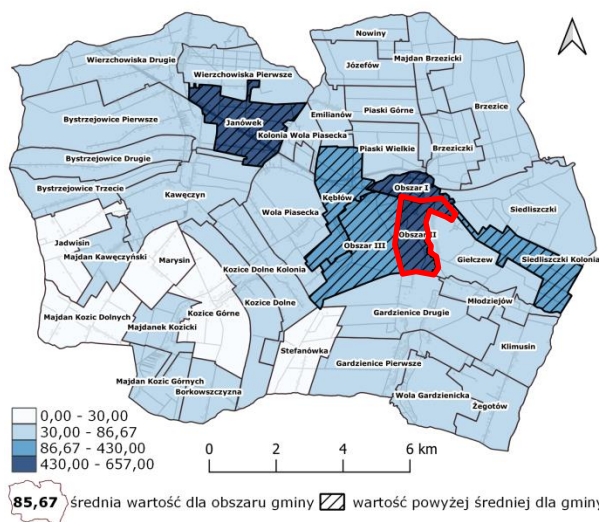 Nowiny
Wierzchowiska Drugie
Józefów
Majdan Brzezicki
Wierzchowiska Pierwsze
Bystrzejowice Pierwsze
Janówek
Emilianów
Piaski Górne
Brzezice
Kolonia Wola Piasecka
Bystrzejowice Drugie
Piaski Wielkie
Brzeziczki
Bystrzejowice Trzecie
Kawęczyn
Kębłów
Obszar I
Siedliszczki
Wola Piasecka
Jadwisin
Majdan Kawęczyński
Marysin
Obszar III
Obszar II
Giełczew
Siedliszczki Kolonia
Kozice Dolne Kolonia
Majdan Kozic Dolnych
Kozice Górne
Kozice Dolne
Młodziejów
Majdanek Kozicki
Gardzienice Drugie
Stefanówka
Klimusin
Majdan Kozic Górnych
Borkowszczyzna
Gardzienice Pierwsze
Wola Gardzienicka
Żegotów
0,00 - 30,00
30,00 - 86,67
86,67 - 430,00
430,00 - 657,00
0 2 4 6 km
85,67 średnia wartość dla obszaru gminy wartość powyżej średniej dla gminy